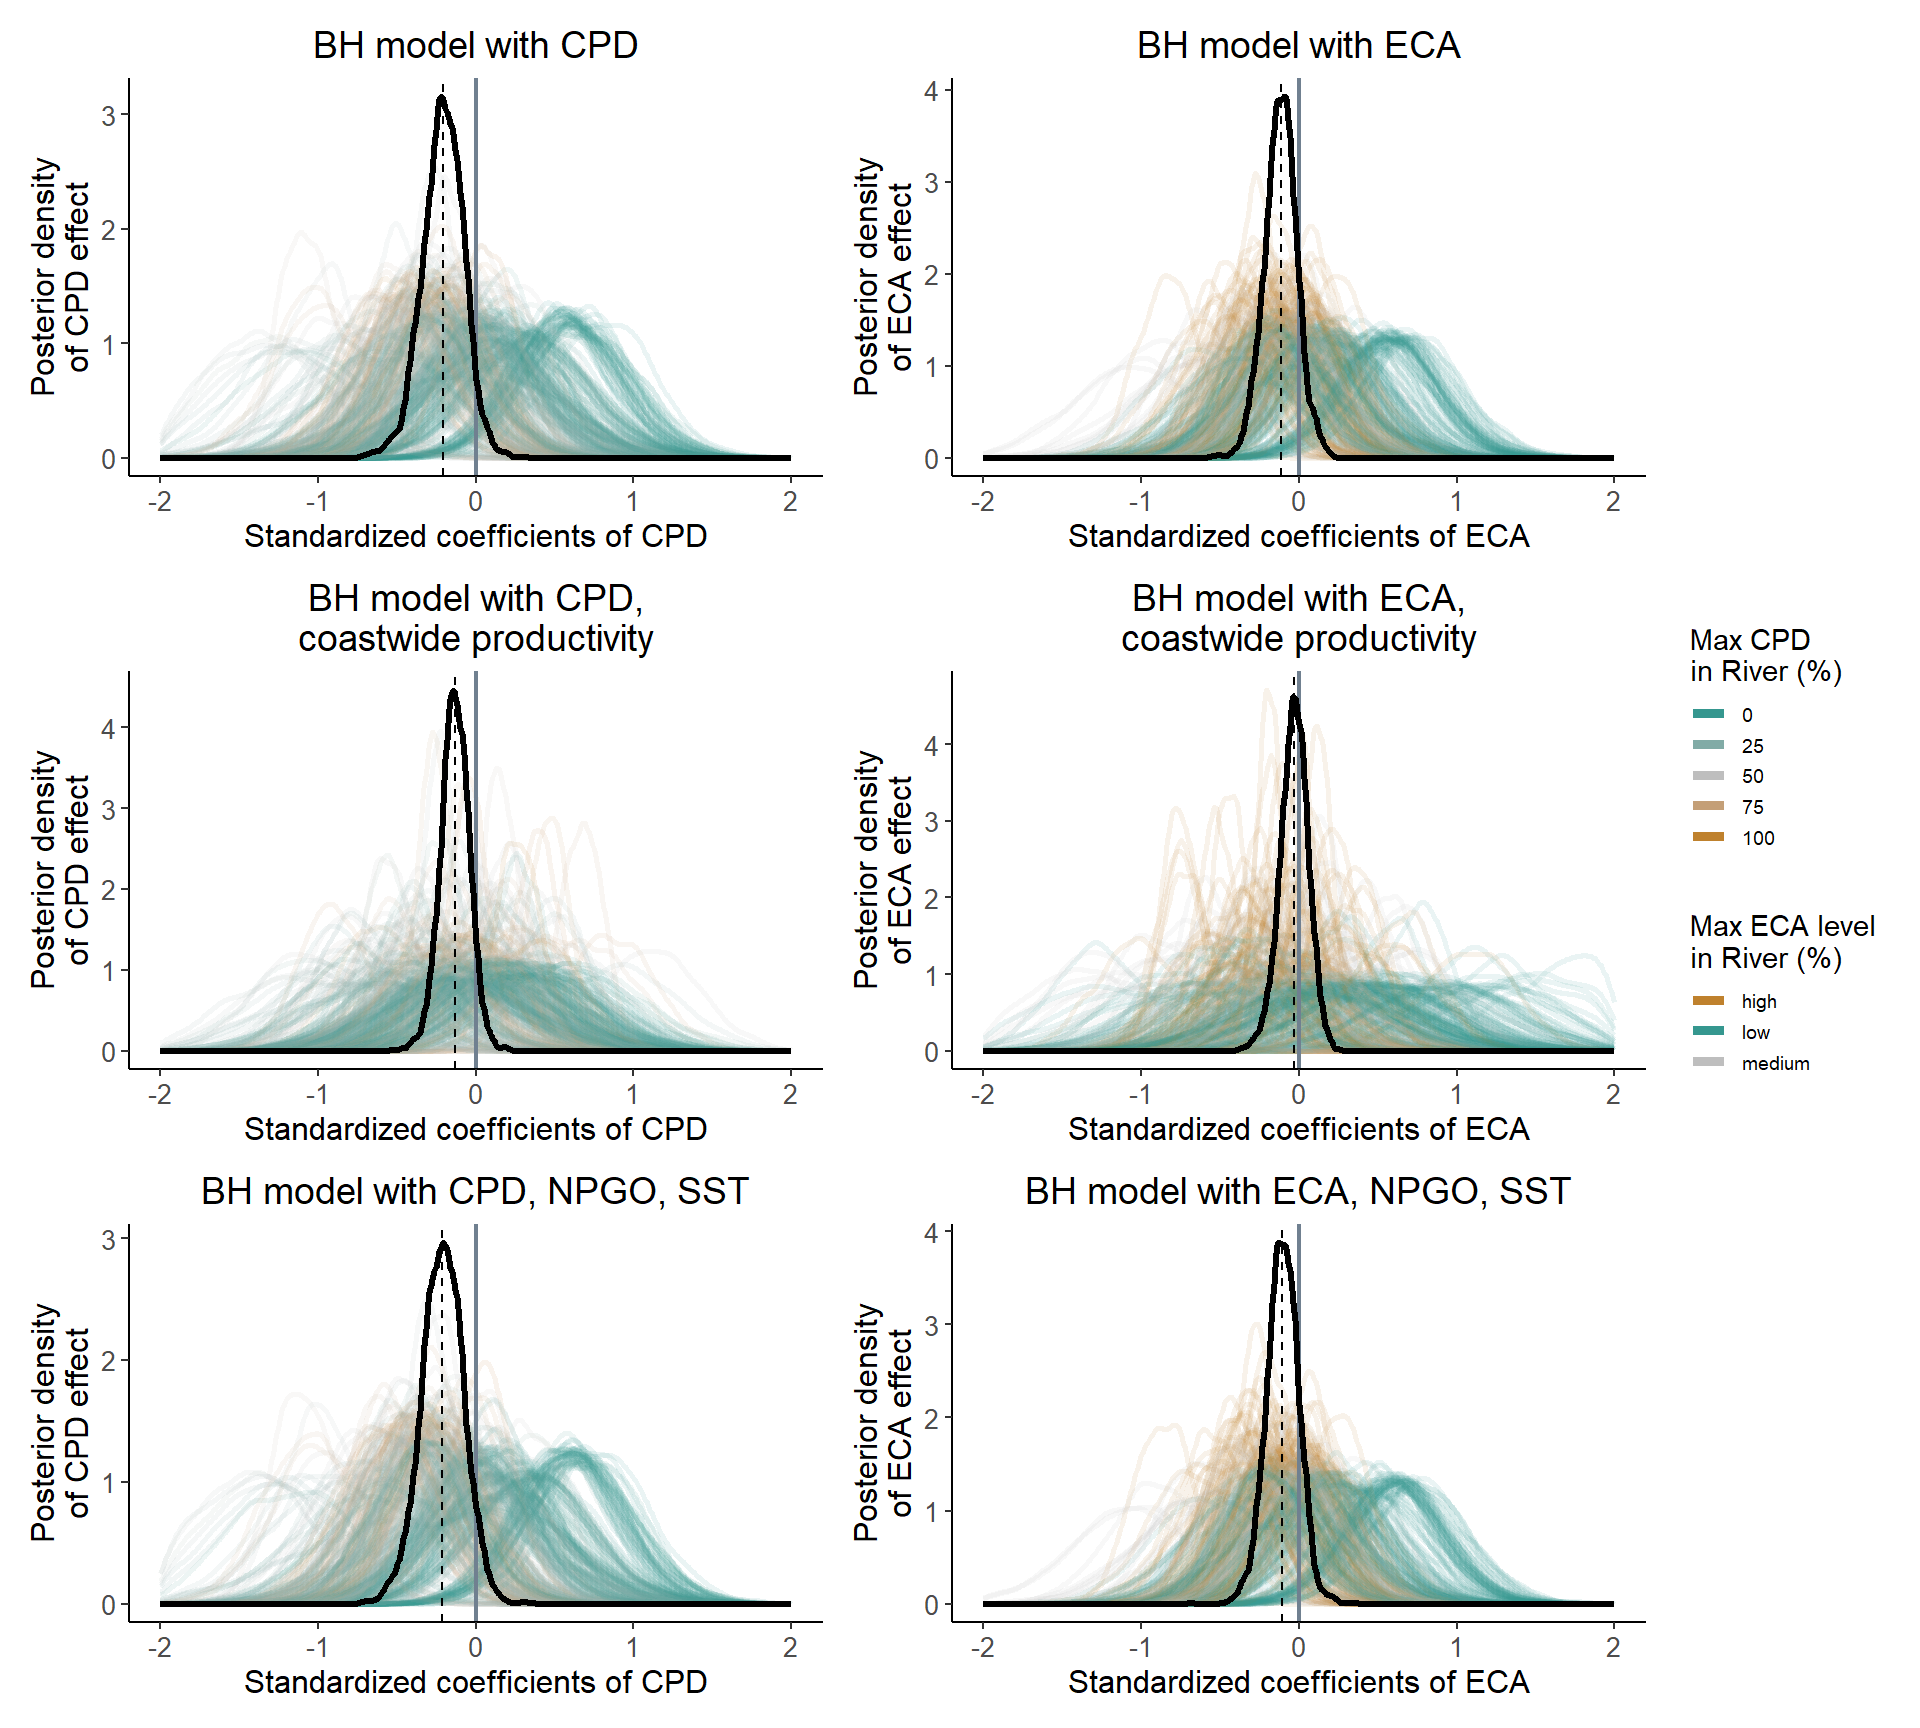 BH model with CPD
Posterior density
of CPD effect
3
2
1
0
-2 -1 0 1 2
Standardized coefficients of CPD
BH model with ECA
Posterior density
of ECA effect
4
3
2
1
0
-2 -1 0 1 2
Standardized coefficients of ECA
BH model with CPD,
coastwide productivity
Posterior density
of CPD effect
4
3
2
1
0
-2 -1 0 1 2
Standardized coefficients of CPD
BH model with ECA,
coastwide productivity
Posterior density
of ECA effect
4
3
2
1
0
-2 -1 0 1 2
Standardized coefficients of ECA
Max CPD
in River (%)
0
25
50
75
100
Max ECA level
in River (%)
high
low
medium
BH model with CPD, NPGO, SST
Posterior density
of CPD effect
3
2
1
0
-2 -1 0 1 2
Standardized coefficients of CPD
BH model with ECA, NPGO, SST
Posterior density
of ECA effect
4
3
2
1
0
-2 -1 0 1 2
Standardized coefficients of ECA